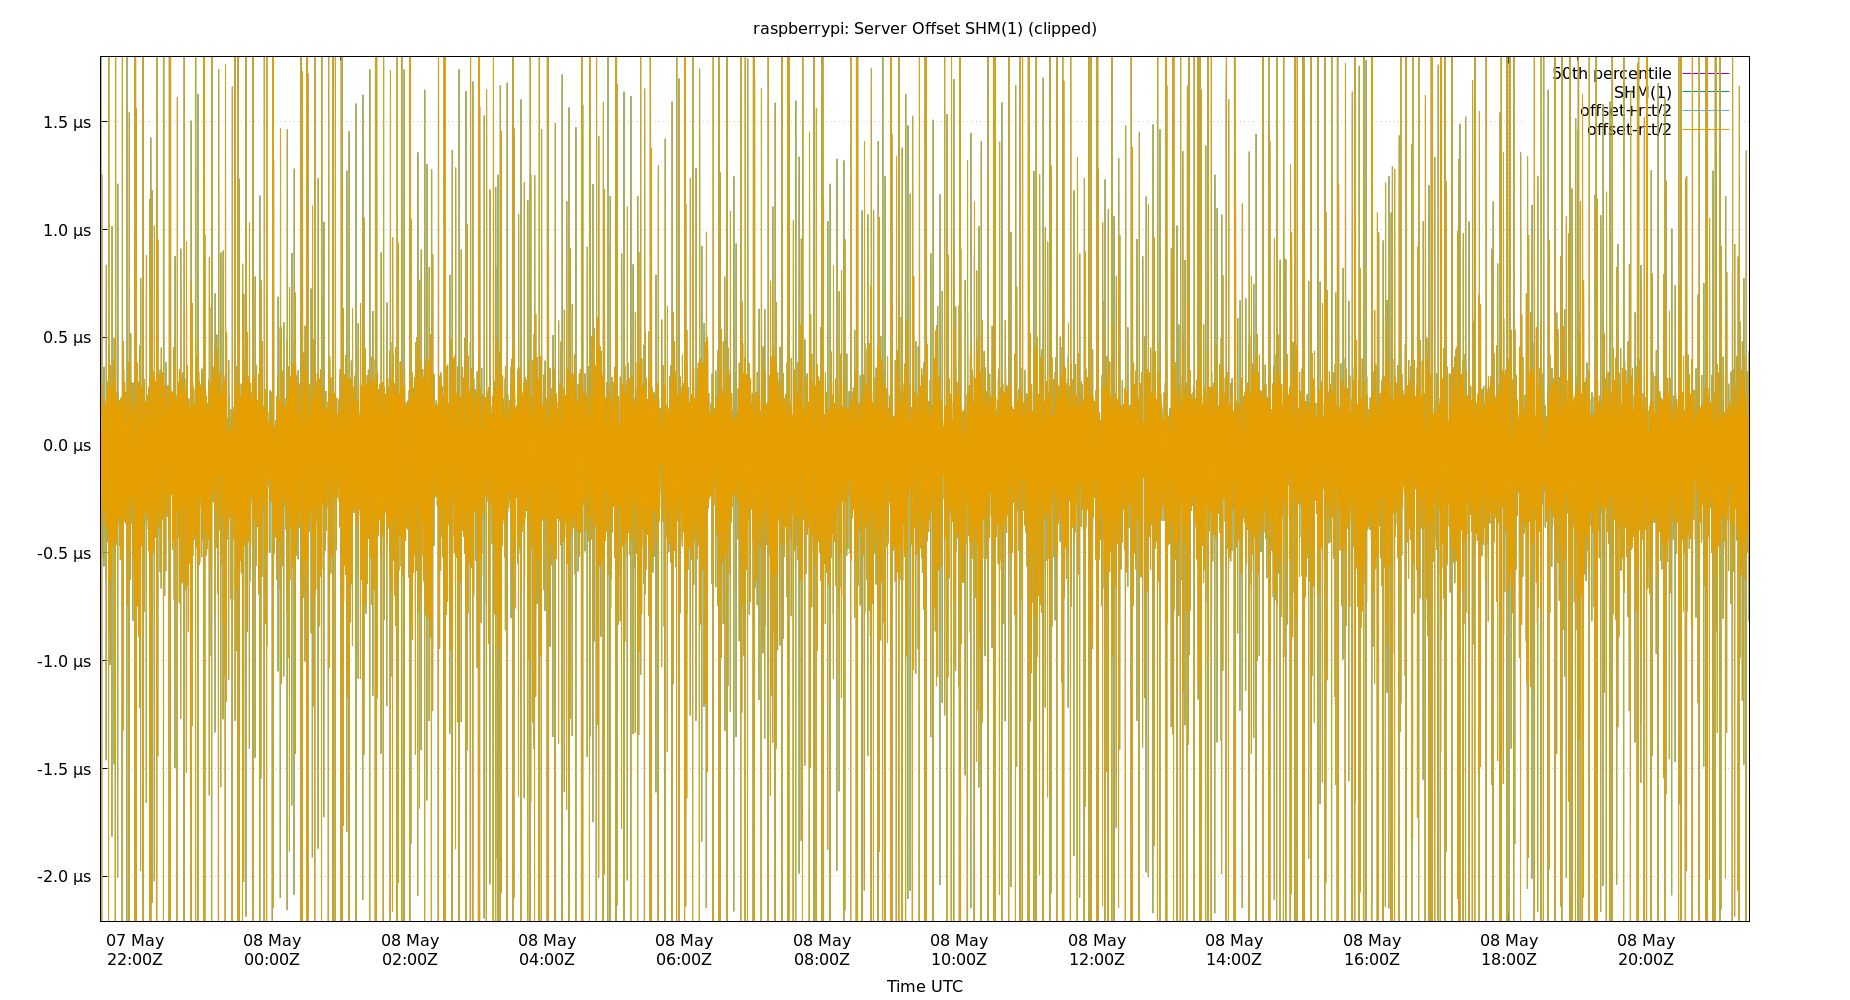 raspberrypi: Server Offset SHM(1) (clipped)
50th percentile
SHM(1)
offset+rtt/2
offset-rtt/2
1.5 µs
1.0 µs
0.5 µs
0.0 µs
-0.5 µs
-1.0 µs
-1.5 µs
-2.0 µs
07 May 08 May 08 May 08 May 08 May 08 May 08 May 08 May 08 May 08 May 08 May 08 May
22:00Z 00:00Z 02:00Z 04:00Z 06:00Z 08:00Z 10:00Z 12:00Z 14:00Z 16:00Z 18:00Z 20:00Z
Time UTC